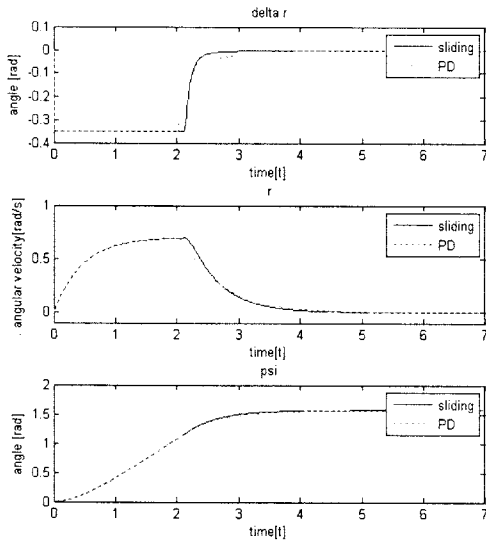 delta r
0.1
0
-0.1
-0.2
-0.3
-0.4
angle [rad]
sliding
PD
0 1 2 3 4 5 6 7
time[t]
r
1
0.5
0
angular velocity[rad/s]
sliding
PD
0 1 2 3 4 5 6 7
time[t]
psi
2
1.5
1
0.5
0
angle [rad]
sliding
PD
0 1 2 3 4 5 6 7
time[t]